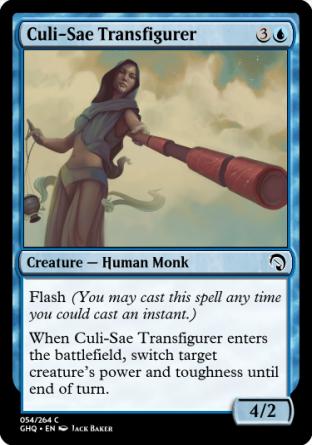 Culi-Sae Transfigurer 3
Creature — Human Monk
Flash (You may cast this spell any time
you could cast an instant.)
When Culi-Sae Transfigurer enters
the battlefield, switch target
creature's power and toughness until
end of turn.
4/2
054/264 C
GHQ • EN Jack Baker